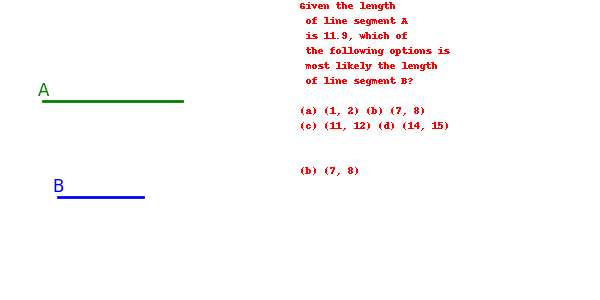 Given the length
of line segment A
is 11.9, which of
the following options is
most likely the length
of line segment B?
(a) (1, 2) (b) (7, 8)
(c) (11, 12) (d) (14, 15)
(b) (7, 8)
A
B